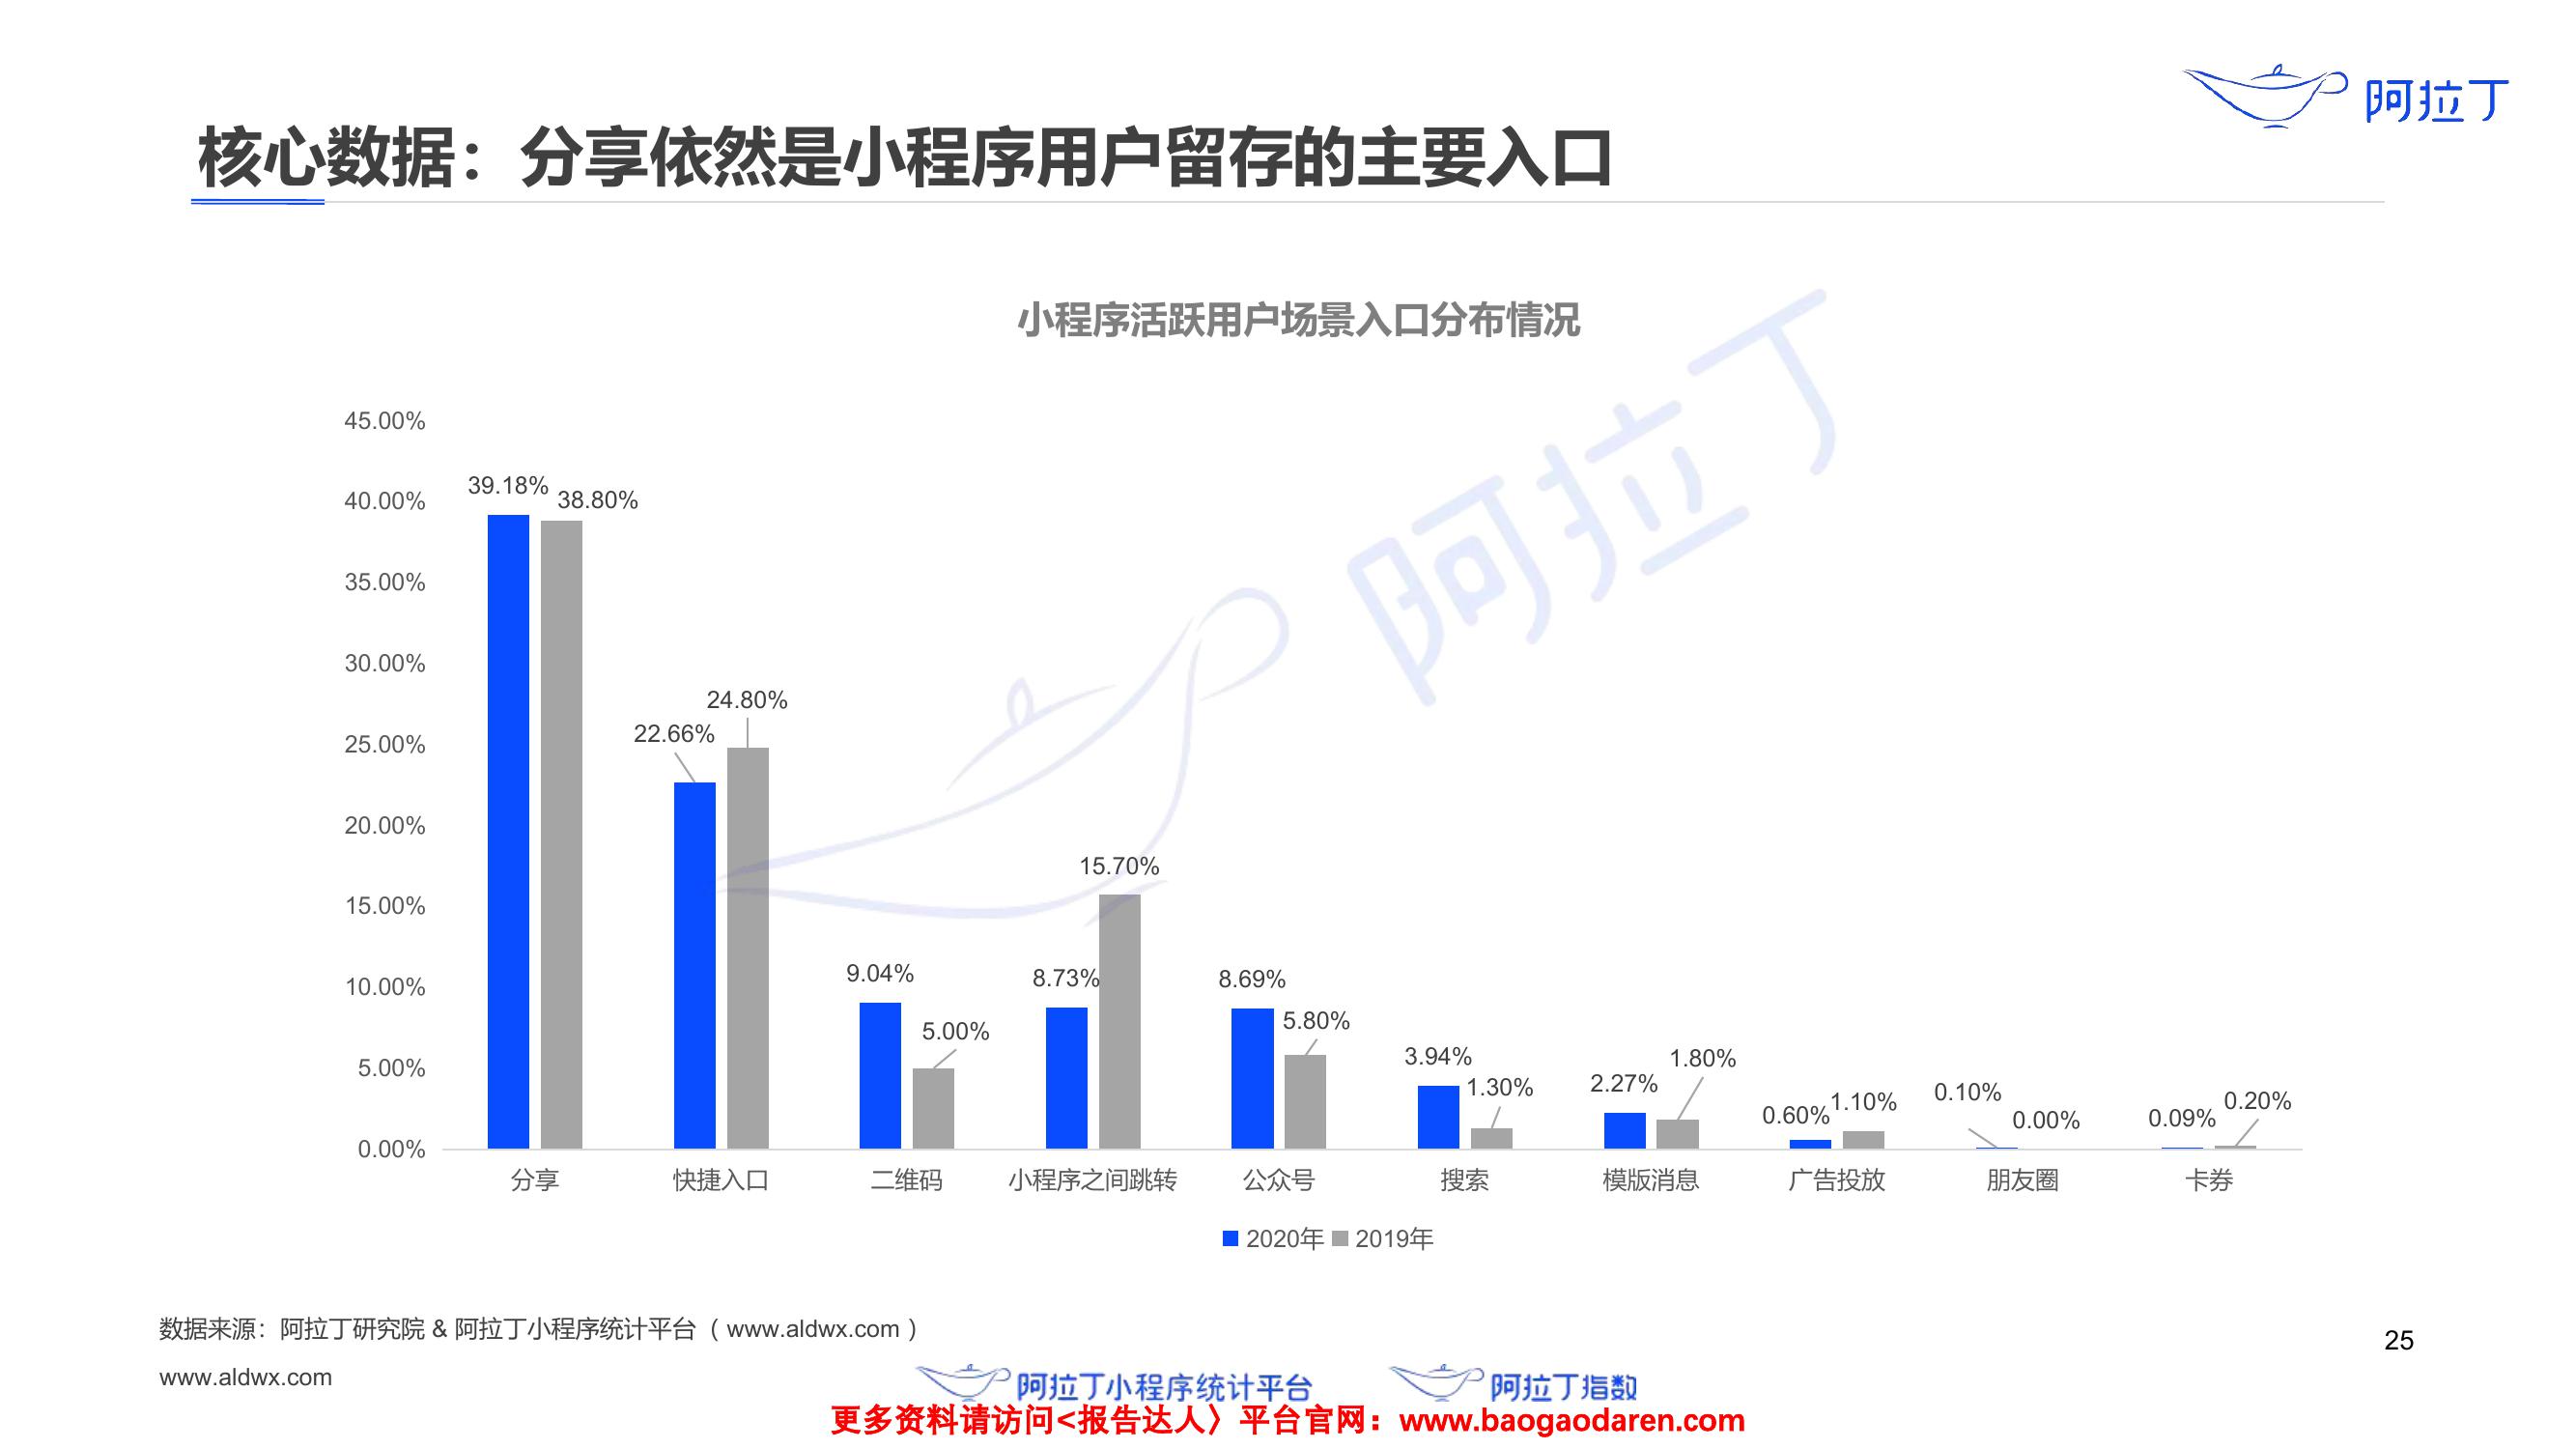 阿拉丁
核心数据：分享依然是小程序用户留存的主要入口
小程序活跃用户场景入口分布情况
阿拉丁
45.00%
40.00%
35.00%
30.00%
25.00%
20.00%
15.00%
10.00%
5.00%
0.00%
39.18% 38.80%
22.66% 24.80%
9.04% 5.00%
8.73% 15.70%
8.69% 5.80%
3.94% 1.30%
2.27% 1.80%
0.60% 1.10%
0.10% 0.00%
0.09% 0.20%
分享 快捷入口 二维码 小程序之间跳转 公众号 搜索 模版消息 广告投放 朋友圈 卡券
2020年 2019年
数据来源：阿拉丁研究院 & 阿拉丁小程序统计平台（www.aldwx.com）
25
www.aldwx.com
阿拉丁小程序统计平台 阿拉丁指数
更多资料请访问<报告达人〉平台官网：www.baogaodaren.com